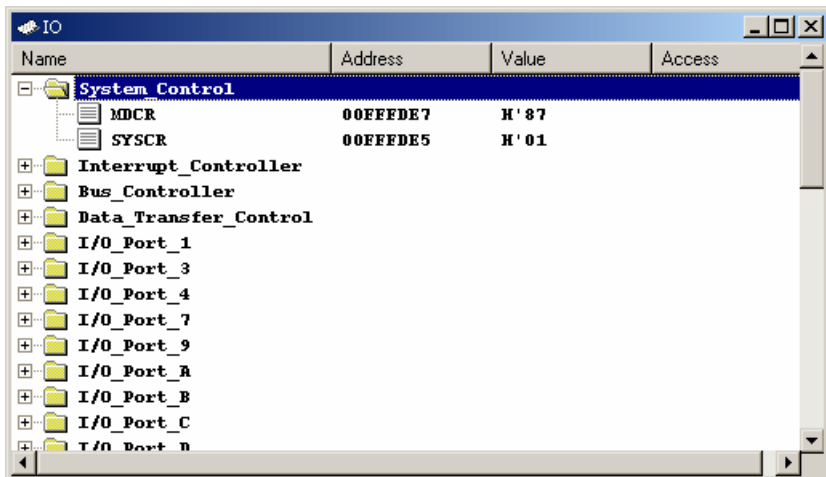 IO
Name Address Value Access
System_Control
MDCR 00FFFDE7 H'87
SYSCR 00FFFDE5 H'01
Interrupt_Controller
Bus_Controller
Data_Transfer_Control
I/O_Port_1
I/O_Port_3
I/O_Port_4
I/O_Port_7
I/O_Port_9
I/O_Port_A
I/O_Port_B
I/O_Port_C
I/O_Port_D